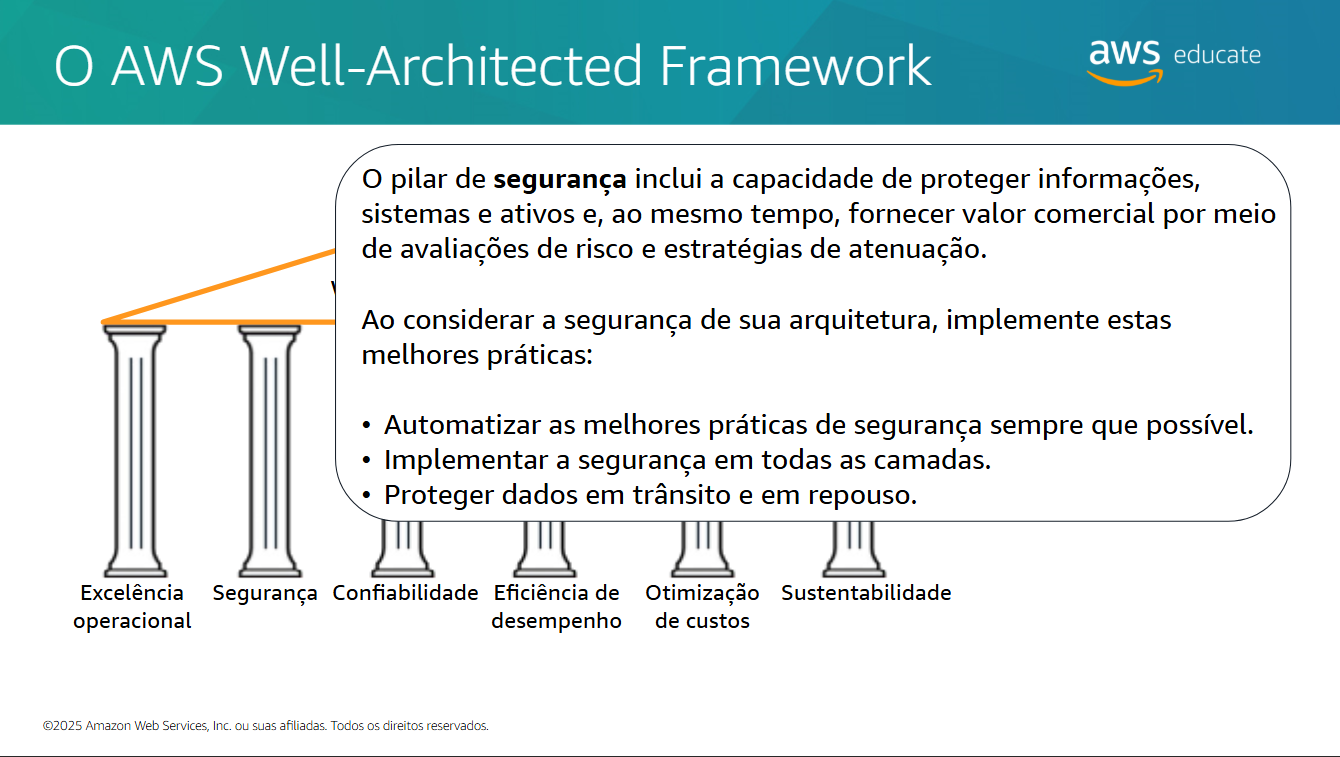 O AWS Well-Architected Framework
aws educate
O pilar de segurança inclui a capacidade de proteger informações,
sistemas e ativos e, ao mesmo tempo, fornecer valor comercial por meio
de avaliações de risco e estratégias de atenuação.
Ao considerar a segurança de sua arquitetura, implemente estas
melhores práticas:
• Automatizar as melhores práticas de segurança sempre que possível.
• Implementar a segurança em todas as camadas.
• Proteger dados em trânsito e em repouso.
Excelência
operacional
Segurança
Confiabilidade
Eficiência de
desempenho
Otimização
de custos
Sustentabilidade
©2025 Amazon Web Services, Inc. ou suas afiliadas. Todos os direitos reservados.